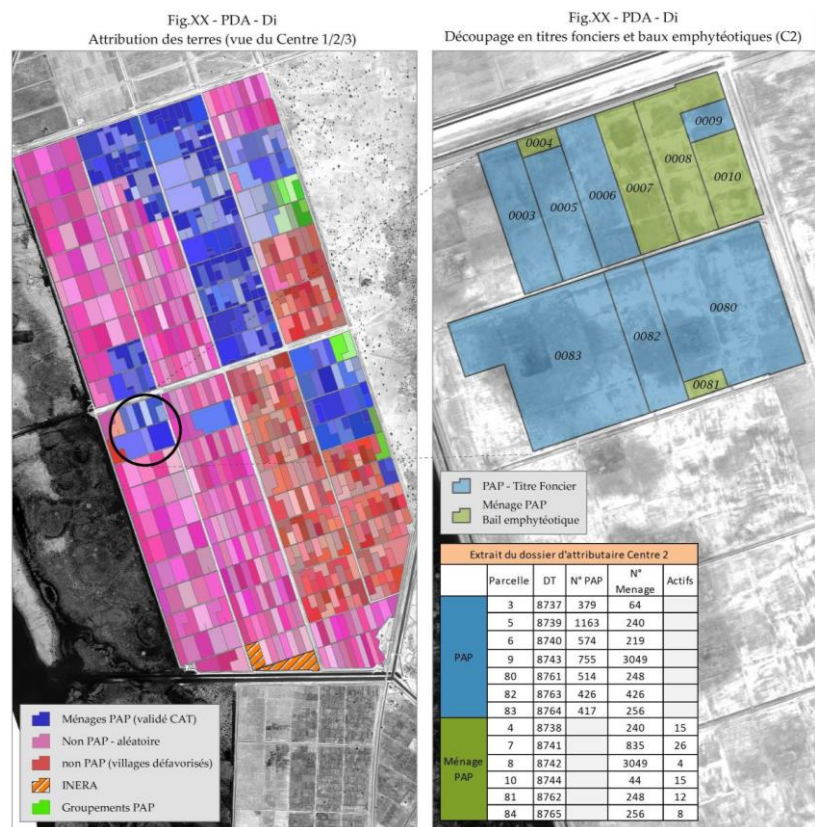 Fig.XX - PDA - Di
Attribution des terres (vue du Centre 1/2/3)
Ménages PAP (validé CAT)
Non PAP - aléatoire
non PAP (villages défavorisés)
INERA
Groupements PAP
Fig.XX - PDA - Di
Découpage en titres fonciers et baux emphytéotiques (C2)
0009
0004
0008
0006
0007
0010
0003
0005
0080
0082
0083
0081
PAP - Titre Foncier
Ménage PAP
Bail emphytéotique
Extrait du dossier d'attributaire Centre 2
Parcelle DT N° PAP N° Menage Actifs
PAP
3 8737 379 64
5 8739 1163 240
6 8740 574 219
9 8743 755 3049
80 8761 514 248
82 8763 426 426
83 8764 417 256
Ménage PAP
4 8738 240 15
7 8741 835 26
8 8742 3049 4
10 8744 44 15
81 8762 248 12
84 8765 256 8